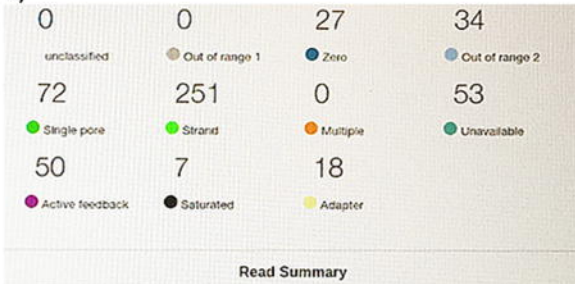 0 0 27 34
unclassified Out of range 1 Zero Out of range 2
72 251 0 53
Single pore Strand Multiple Unavailable
50 7 18
Active feedback Saturated Adapter
Read Summary